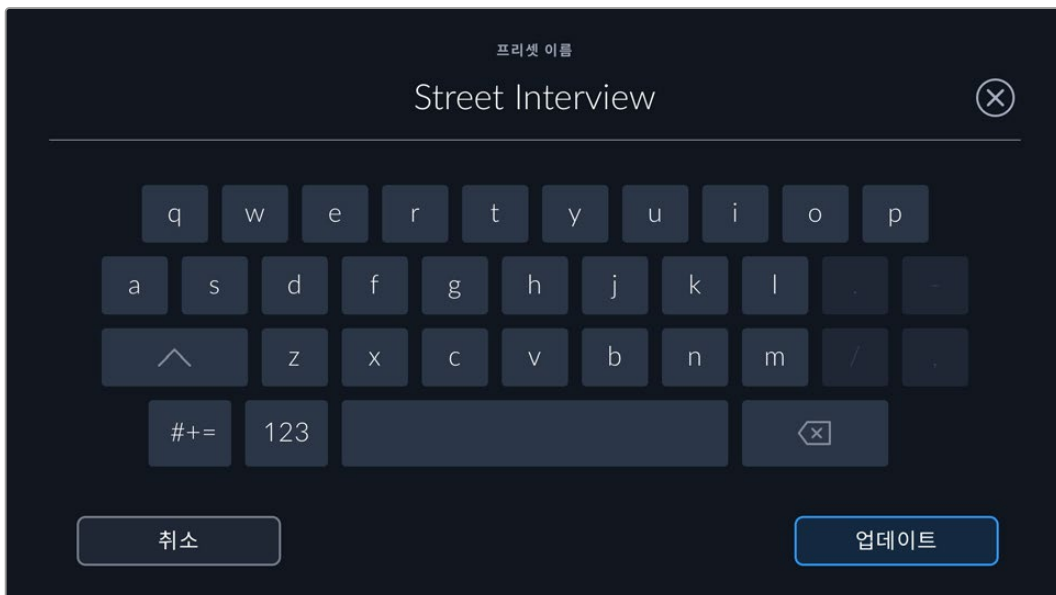 프리셋 이름
Street Interview
q w e r t y u i o p
a s d f g h j k l . -
z x c v b n m / ,
#+= 123
취소 업데이트